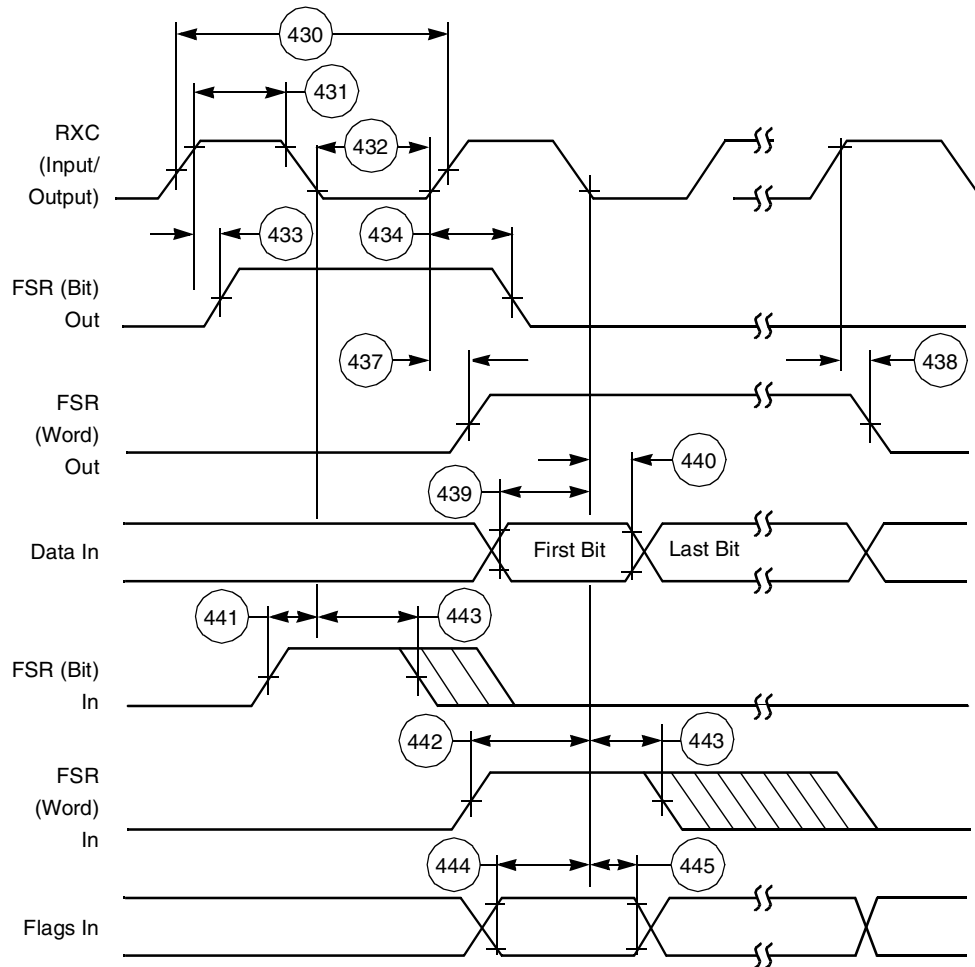 430
431
RXC
(Input/
Output)
432
433
434
FSR (Bit)
Out
437
438
FSR
(Word)
Out
440
439
Data In
First Bit
Last Bit
441
443
FSR (Bit)
In
442
443
FSR
(Word)
In
444
445
Flags In